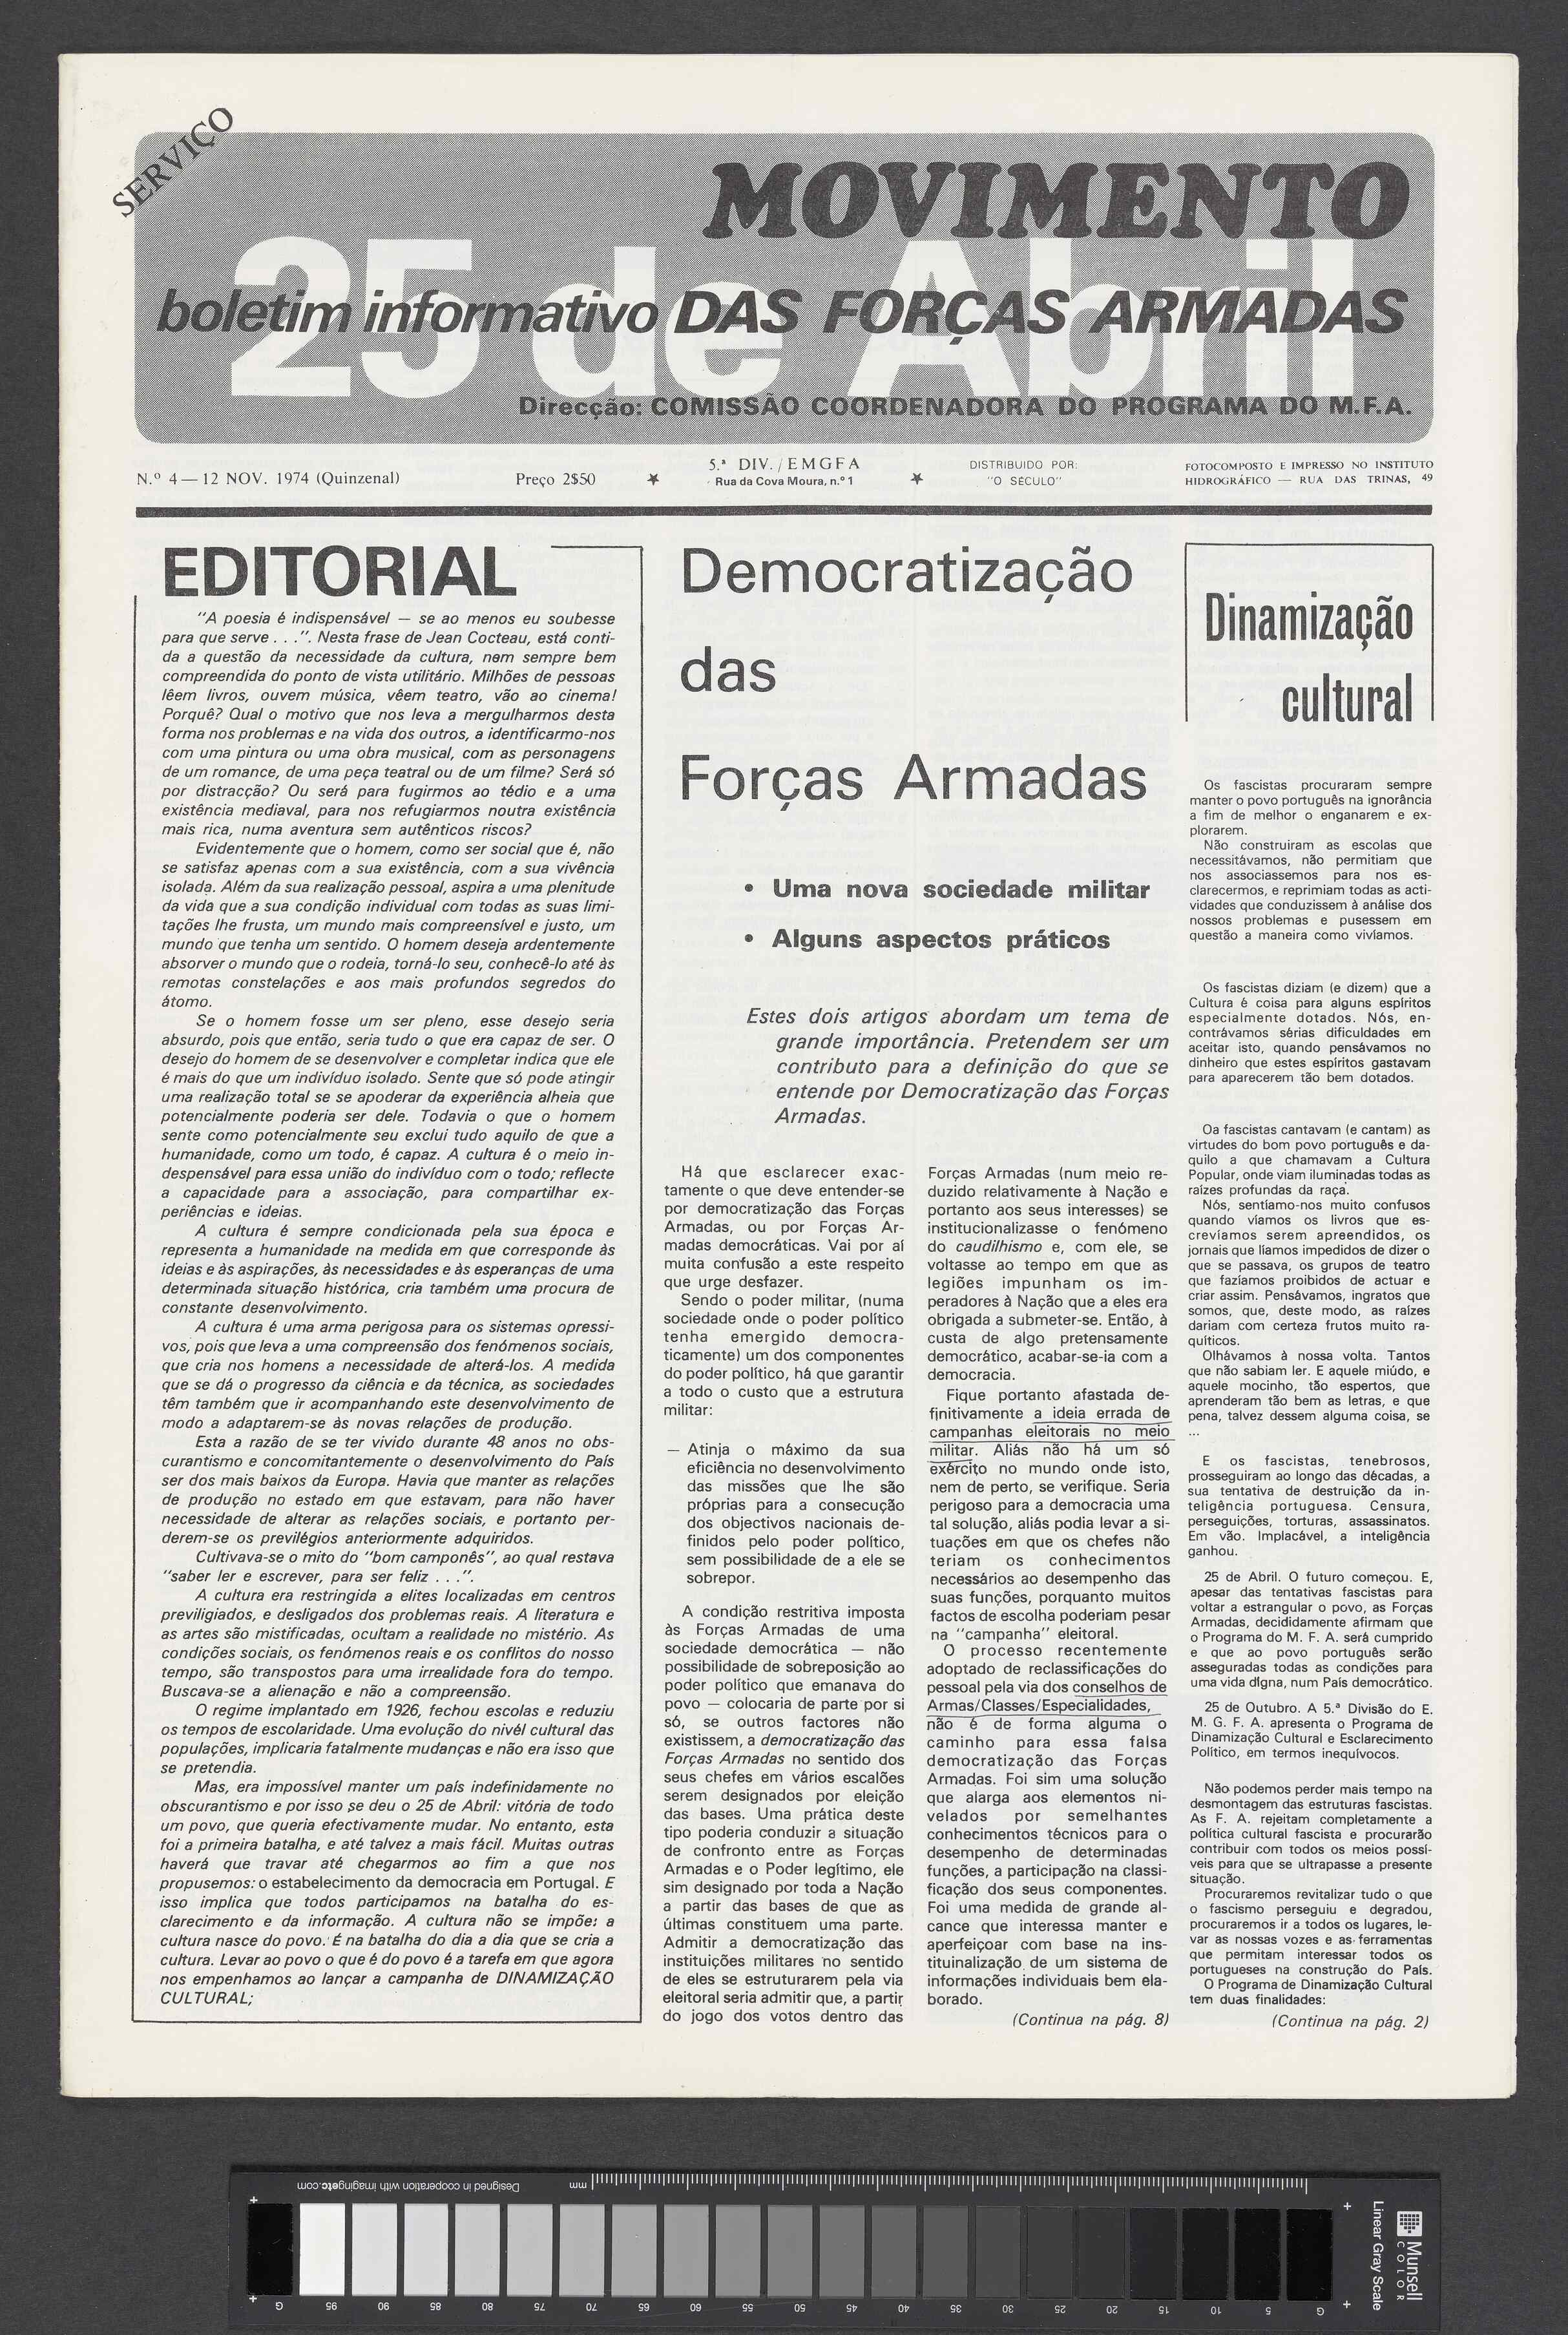 SERVIÇO
MOVIMENTO
25 de Abril
boletim informativo DAS FORÇAS ARMADAS
Direcção: COMISSÃO COORDENADORA DO PROGRAMA DO M.F.A.
N.º 4 — 12 NOV. 1974 (Quinzenal)
Preço 2$50
5.ª DIV. / EMGFA
Rua da Cova Moura, n.º 1
DISTRIBUIDO POR:
"O SÉCULO"
FOTOCOMPOSTO E IMPRESSO NO INSTITUTO
HIDROGRÁFICO — RUA DAS TRINAS, 49
EDITORIAL
"A poesia é indispensável — se ao menos eu soubesse
para que serve . . .". Nesta frase de Jean Cocteau, está conti-
da a questão da necessidade da cultura, nem sempre bem
compreendida do ponto de vista utilitário. Milhões de pessoas
lêem livros, ouvem música, vêem teatro, vão ao cinema!
Porquê? Qual o motivo que nos leva a mergulharmos desta
forma nos problemas e na vida dos outros, a identificarmo-nos
com uma pintura ou uma obra musical, com as personagens
de um romance, de uma peça teatral ou de um filme? Será só
por distracção? Ou será para fugirmos ao tédio e a uma
existência mediaval, para nos refugiarmos noutra existência
mais rica, numa aventura sem autênticos riscos?
Evidentemente que o homem, como ser social que é, não
se satisfaz apenas com a sua existência, com a sua vivência
isolada. Além da sua realização pessoal, aspira a uma plenitude
da vida que a sua condição individual com todas as suas limi-
tações lhe frusta, um mundo mais compreensível e justo, um
mundo que tenha um sentido. O homem deseja ardentemente
absorver o mundo que o rodeia, torná-lo seu, conhecê-lo até às
remotas constelações e aos mais profundos segredos do
átomo.
Se o homem fosse um ser pleno, esse desejo seria
absurdo, pois que então, seria tudo o que era capaz de ser. O
desejo do homem de se desenvolver e completar indica que ele
é mais do que um indivíduo isolado. Sente que só pode atingir
uma realização total se se apoderar da experiência alheia que
potencialmente poderia ser dele. Todavia o que o homem
sente como potencialmente seu exclui tudo aquilo de que a
humanidade, como um todo, é capaz. A cultura é o meio in-
despensável para essa união do indivíduo com o todo; reflecte
a capacidade para a associação, para compartilhar ex-
periências e ideias.
A cultura é sempre condicionada pela sua época e
representa a humanidade na medida em que corresponde às
ideias e às aspirações, às necessidades e às esperanças de uma
determinada situação histórica, cria também uma procura de
constante desenvolvimento.
A cultura é uma arma perigosa para os sistemas opressi-
vos, pois que leva a uma compreensão dos fenómenos sociais,
que cria nos homens a necessidade de alterá-los. A medida
que se dá o progresso da ciência e da técnica, as sociedades
têm também que ir acompanhando este desenvolvimento de
modo a adaptarem-se às novas relações de produção.
Esta a razão de se ter vivido durante 48 anos no obs-
curantismo e concomitantemente o desenvolvimento do País
ser dos mais baixos da Europa. Havia que manter as relações
de produção no estado em que estavam, para não haver
necessidade de alterar as relações sociais, e portanto per-
derem-se os previlégios anteriormente adquiridos.
Cultivava-se o mito do "bom camponês", ao qual restava
"saber ler e escrever, para ser feliz . . .".
A cultura era restringida a elites localizadas em centros
previligiados, e desligados dos problemas reais. A literatura e
as artes são mistificadas, ocultam a realidade no mistério. As
condições sociais, os fenómenos reais e os conflitos do nosso
tempo, são transpostos para uma irrealidade fora do tempo.
Buscava-se a alienação e não a compreensão.
O regime implantado em 1926, fechou escolas e reduziu
os tempos de escolaridade. Uma evolução do nivél cultural das
populações, implicaria fatalmente mudanças e não era isso que
se pretendia.
Mas, era impossível manter um país indefinidamente no
obscurantismo e por isso se deu o 25 de Abril: vitória de todo
um povo, que queria efectivamente mudar. No entanto, esta
foi a primeira batalha, e até talvez a mais fácil. Muitas outras
haverá que travar até chegarmos ao fim a que nos
propusemos: o estabelecimento da democracia em Portugal. E
isso implica que todos participamos na batalha do es-
clarecimento e da informação. A cultura não se impõe: a
cultura nasce do povo. É na batalha do dia a dia que se cria a
cultura. Levar ao povo o que é do povo é a tarefa em que agora
nos empenhamos ao lançar a campanha de DINAMIZAÇÃO
CULTURAL;
Democratização
das
Forças Armadas
• Uma nova sociedade militar
• Alguns aspectos práticos
Estes dois artigos abordam um tema de
grande importância. Pretendem ser um
contributo para a definição do que se
entende por Democratização das Forças
Armadas.
Há que esclarecer exac-
tamente o que deve entender-se
por democratização das Forças
Armadas, ou por Forças Ar-
madas democráticas. Vai por aí
muita confusão a este respeito
que urge desfazer.
Sendo o poder militar, (numa
sociedade onde o poder político
tenha emergido democra-
ticamente) um dos componentes
do poder político, há que garantir
a todo o custo que a estrutura
militar:
— Atinja o máximo da sua
eficiência no desenvolvimento
das missões que lhe são
próprias para a consecução
dos objectivos nacionais de-
finidos pelo poder político,
sem possibilidade de a ele se
sobrepor.
A condição restritiva imposta
às Forças Armadas de uma
sociedade democrática — não
possibilidade de sobreposição ao
poder político que emanava do
povo — colocaria de parte por si
só, se outros factores não
existissem, a democratização das
Forças Armadas no sentido dos
seus chefes em vários escalões
serem designados por eleição
das bases. Uma prática deste
tipo poderia conduzir a situação
de confronto entre as Forças
Armadas e o Poder legítimo, ele
sim designado por toda a Nação
a partir das bases de que as
últimas constituem uma parte.
Admitir a democratização das
instituições militares no sentido
de eles se estruturarem pela via
eleitoral seria admitir que, a partir
do jogo dos votos dentro das
Forças Armadas (num meio re-
duzido relativamente à Nação e
portanto aos seus interesses) se
institucionalizasse o fenómeno
do caudilhismo e, com ele, se
voltasse ao tempo em que as
legiões impunham os im-
peradores à Nação que a eles era
obrigada a submeter-se. Então, à
custa de algo pretensamente
democrático, acabar-se-ia com a
democracia.
Fique portanto afastada de-
finitivamente a ideia errada de
campanhas eleitorais no meio
militar. Aliás não há um só
exército no mundo onde isto,
nem de perto, se verifique. Seria
perigoso para a democracia uma
tal solução, aliás podia levar a si-
tuações em que os chefes não
teriam os conhecimentos
necessários ao desempenho das
suas funções, porquanto muitos
factos de escolha poderiam pesar
na "campanha" eleitoral.
O processo recentemente
adoptado de reclassificações do
pessoal pela via dos conselhos de
Armas/Classes/Especialidades,
não é de forma alguma o
caminho para essa falsa
democratização das Forças
Armadas. Foi sim uma solução
que alarga aos elementos ni-
velados por semelhantes
conhecimentos técnicos para o
desempenho de determinadas
funções, a participação na classi-
ficação dos seus componentes.
Foi uma medida de grande al-
cance que interessa manter e
aperfeiçoar com base na ins-
tituinalização de um sistema de
informações individuais bem ela-
borado.
(Continua na pág. 8)
Dinamização
cultural
Os fascistas procuraram sempre
manter o povo português na ignorância
a fim de melhor o enganarem e ex-
plorarem.
Não construiram as escolas que
necessitávamos, não permitiam que
nos associassemos para nos es-
clarecermos, e reprimiam todas as acti-
vidades que conduzissem à análise dos
nossos problemas e pusessem em
questão a maneira como vivíamos.
Os fascistas diziam (e dizem) que a
Cultura é coisa para alguns espíritos
especialmente dotados. Nós, en-
contrávamos sérias dificuldades em
aceitar isto, quando pensávamos no
dinheiro que estes espíritos gastavam
para aparecerem tão bem dotados.
Oa fascistas cantavam (e cantam) as
virtudes do bom povo português e da-
quilo a que chamavam a Cultura
Popular, onde viam iluminadas todas as
raízes profundas da raça.
Nós, sentíamo-nos muito confusos
quando víamos os livros que es-
crevíamos serem apreendidos, os
jornais que líamos impedidos de dizer o
que se passava, os grupos de teatro
que fazíamos proibidos de actuar e
criar assim. Pensávamos, ingratos que
somos, que, deste modo, as raízes
dariam com certeza frutos muito ra-
quíticos.
Olhávamos à nossa volta. Tantos
que não sabiam ler. E aquele miúdo, e
aquele mocinho, tão espertos, que
aprenderam tão bem as letras, e que
pena, talvez dessem alguma coisa, se
...
E os fascistas, tenebrosos,
prosseguiram ao longo das décadas, a
sua tentativa de destruição da in-
teligência portuguesa. Censura,
perseguições, torturas, assassinatos.
Em vão. Implacável, a inteligência
ganhou.
25 de Abril. O futuro começou. E,
apesar das tentativas fascistas para
voltar a estrangular o povo, as Forças
Armadas, decididamente afirmam que
o Programa do M. F. A. será cumprido
e que ao povo português serão
asseguradas todas as condições para
uma vida digna, num País democrático.
25 de Outubro. A 5.ª Divisão do E.
M. G. F. A. apresenta o Programa de
Dinamização Cultural e Esclarecimento
Político, em termos inequívocos.
Não podemos perder mais tempo na
desmontagem das estruturas fascistas.
As F. A. rejeitam completamente a
política cultural fascista e procurarão
contribuir com todos os meios possí-
veis para que se ultrapasse a presente
situação.
Procuraremos revitalizar tudo o que
o fascismo perseguiu e degradou,
procuraremos ir a todos os lugares, le-
var as nossas vozes e as ferramentas
que permitam interessar todos os
portugueses na construção do País.
O Programa de Dinamização Cultural
tem duas finalidades:
(Continua na pág. 2)
Designed in cooperation with imagingetc.com
mm
G 95 90 85 80 75 70 65 60 55 50 45 40 35 30 25 20 15 10 5 G
Munsell
COLOR
Linear Gray Scale